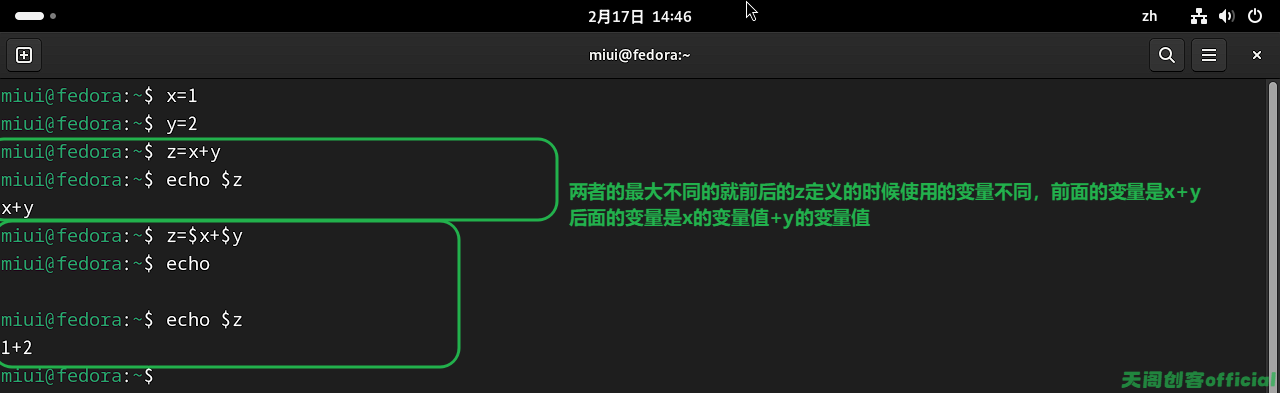 2月17日 14:46
zh
miui@fedora:~
miui@fedora:~$ x=1
miui@fedora:~$ y=2
miui@fedora:~$ z=x+y
miui@fedora:~$ echo $z
x+y
两者的最大不同的就前后的z定义的时候使用的变量不同，前面的变量是x+y
后面的变量是x的变量值+y的变量值
miui@fedora:~$ z=$x+$y
miui@fedora:~$ echo
miui@fedora:~$ echo $z
1+2
miui@fedora:~$
天阁创客official